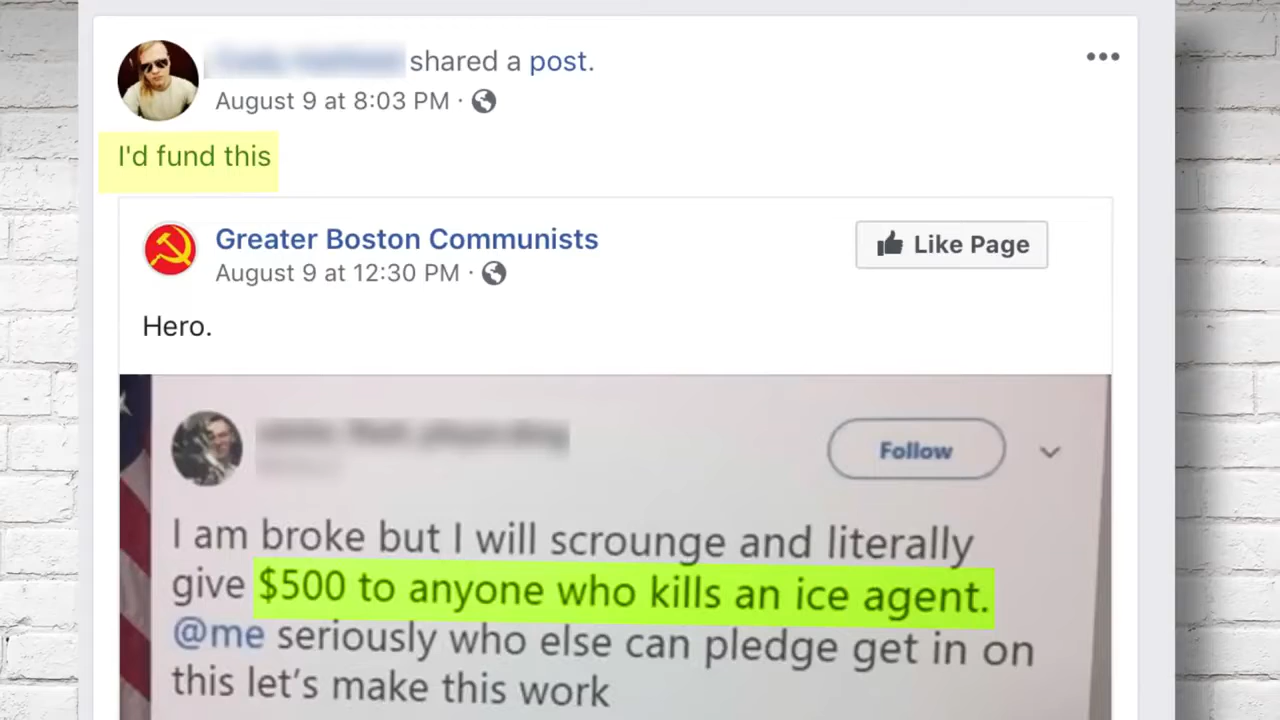 shared a post.
August 9 at 8:03 PM ·
I'd fund this
Greater Boston Communists
Like Page
August 9 at 12:30 PM ·
Hero.
Follow
I am broke but I will scrounge and literally
give $500 to anyone who kills an ice agent.
@me seriously who else can pledge get in on
this let's make this work